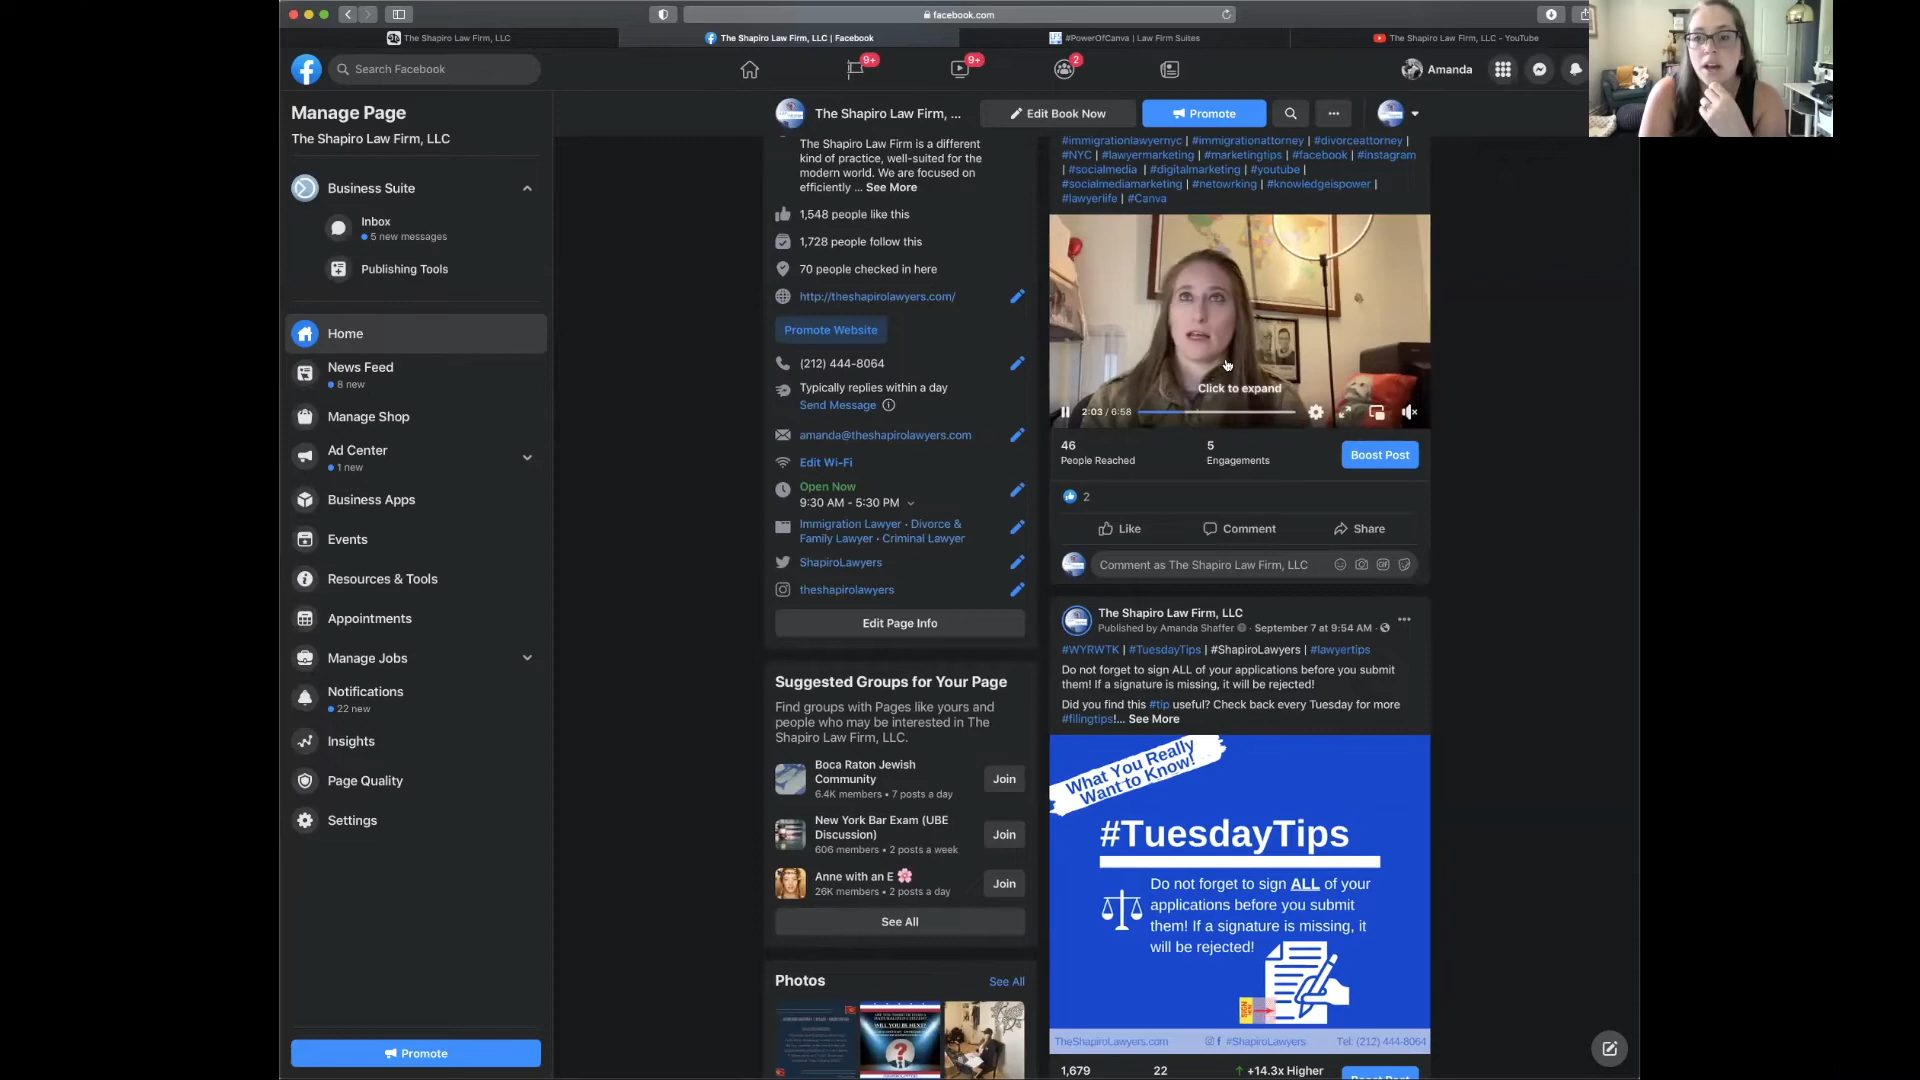 facebook.com
The Shapiro Law Firm, LLC
The Shapiro Law Firm, LLC | Facebook
#PowerOfCanva | Law Firm Suites
The Shapiro Law Firm, LLC - YouTube
Search Facebook
9+
9+
2
Amanda
Manage Page
The Shapiro Law Firm, LLC
Business Suite
Inbox
5 new messages
Publishing Tools
Home
News Feed
8 new
Manage Shop
Ad Center
1 new
Business Apps
Events
Resources & Tools
Appointments
Manage Jobs
Notifications
22 new
Insights
Page Quality
Settings
Promote
The Shapiro Law Firm, ...
Edit Book Now
Promote
The Shapiro Law Firm is a different
kind of practice, well-suited for the
modern world. We are focused on
efficiently ... See More
1,548 people like this
1,728 people follow this
70 people checked in here
http://theshapirolawyers.com/
Promote Website
(212) 444-8064
Typically replies within a day
Send Message
amanda@theshapirolawyers.com
Edit Wi-Fi
Open Now
9:30 AM - 5:30 PM
Immigration Lawyer · Divorce &
Family Lawyer · Criminal Lawyer
ShapiroLawyers
theshapirolawyers
Edit Page Info
Suggested Groups for Your Page
Find groups with Pages like yours and
people who may be interested in The
Shapiro Law Firm, LLC.
Boca Raton Jewish
Community
6.4K members • 7 posts a day
Join
New York Bar Exam (UBE
Discussion)
606 members • 2 posts a week
Join
Anne with an E 🌸
26K members • 2 posts a day
Join
See All
Photos
See All
WILL YOU BE NEXT?
#immigrationlawyernyc | #immigrationattorney | #divorceattorney |
#NYC | #lawyermarketing | #marketingtips | #facebook | #instagram
| #socialmedia | #digitalmarketing | #youtube |
#socialmediamarketing | #netowrking | #knowledgeispower |
#lawyerlife | #Canva
Click to expand
2:03 / 6:58
46
People Reached
5
Engagements
Boost Post
2
Like
Comment
Share
Comment as The Shapiro Law Firm, LLC
GIF
The Shapiro Law Firm, LLC
Published by Amanda Shaffer · September 7 at 9:54 AM ·
#WYRWTK | #TuesdayTips | #ShapiroLawyers | #lawyertips
Do not forget to sign ALL of your applications before you submit
them! If a signature is missing, it will be rejected!
Did you find this #tip useful? Check back every Tuesday for more
#filingtips!... See More
What You Really
Want to Know!
#TuesdayTips
Do not forget to sign ALL of your
applications before you submit
them! If a signature is missing, it
will be rejected!
SIGN
TheShapiroLawyers.com
#ShapiroLawyers
Tel: (212) 444-8064
1,679
22
+14.3x Higher
Boost Post